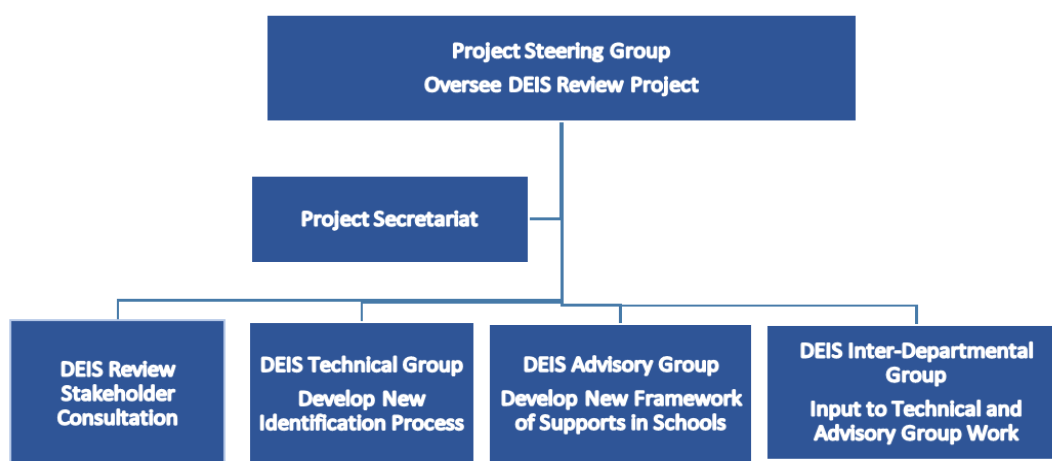 Project Steering Group
Oversee DEIS Review Project
Project Secretariat
DEIS Review
Stakeholder
Consultation
DEIS Technical Group
Develop New
Identification Process
DEIS Advisory Group
Develop New Framework
of Supports in Schools
DEIS Inter-Departmental
Group
Input to Technical and
Advisory Group Work